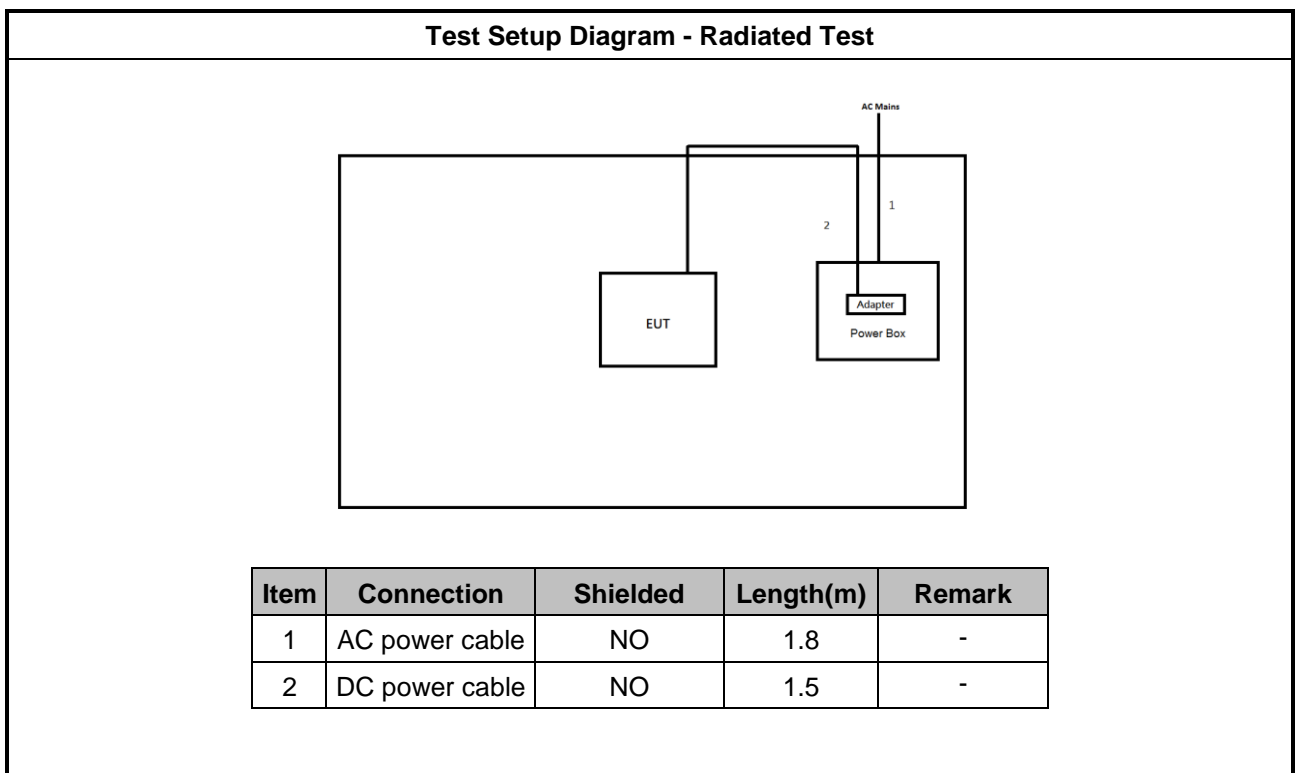 Test Setup Diagram - Radiated Test
AC Mains
1
2
Adapter
EUT
Power Box
Item Connection Shielded Length(m) Remark
1 AC power cable NO 1.8 -
2 DC power cable NO 1.5 -